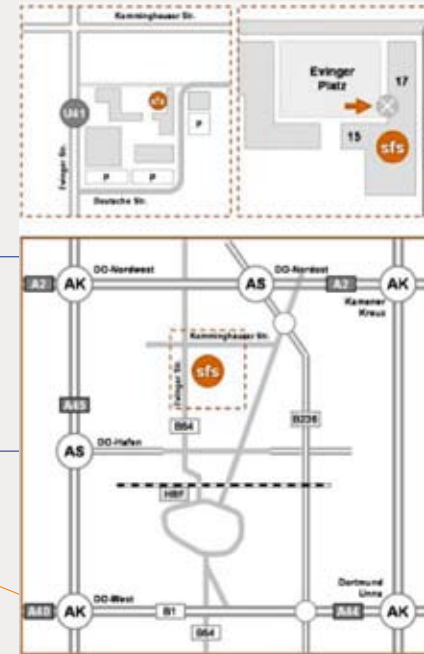 Kemminghauser Str.
U41
sfs
P
P
P
Evinger Str.
Deutsche Str.
Evinger
Platz
17
15
sfs
DO-Nordwest
DO-Nordost
A2
AK
AS
A2
AK
Kamener
Kreuz
Kemminghauser Str.
sfs
Evinger Str.
A45
B54
B236
AS
DO-Hafen
HBF
DO-West
Dortmund
Unna
A40
AK
B1
A44
AK
B54